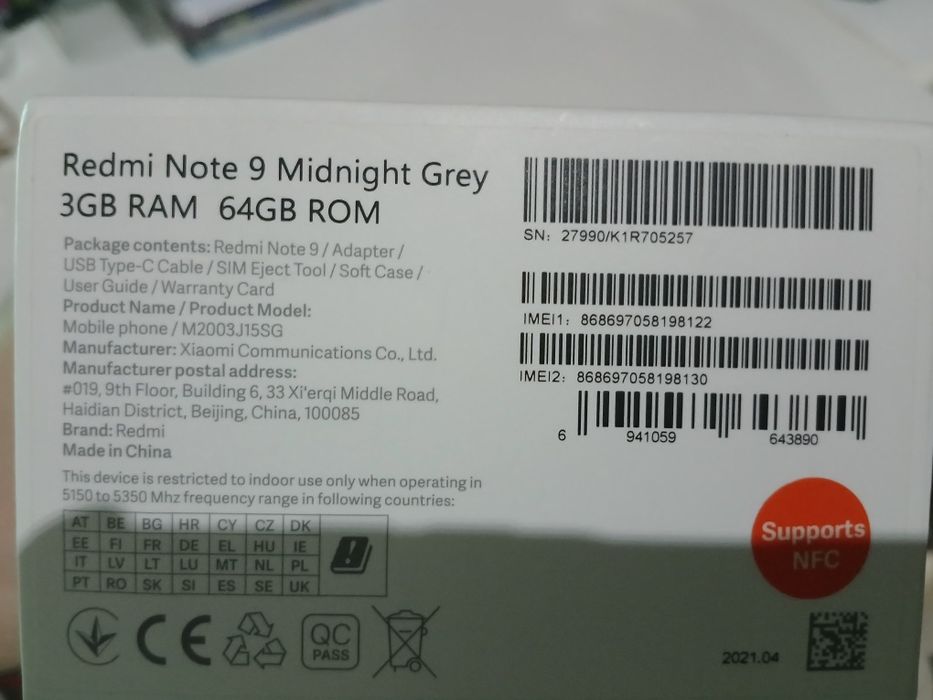 Redmi Note 9 Midnight Grey
3GB RAM 64GB ROM
Package contents: Redmi Note 9 / Adapter /
USB Type-C Cable / SIM Eject Tool / Soft Case /
User Guide / Warranty Card
Product Name / Product Model:
Mobile phone / M2003J15SG
Manufacturer: Xiaomi Communications Co., Ltd.
Manufacturer postal address:
#019, 9th Floor, Building 6, 33 Xi'erqi Middle Road,
Haidian District, Beijing, China, 100085
Brand: Redmi
Made in China
This device is restricted to indoor use only when operating in
5150 to 5350 Mhz frequency range in following countries:
AT BE BG HR CY CZ DK
EE FI FR DE EL HU IE
IT LV LT LU MT NL PL
PT RO SK SI ES SE UK
CE
QC
PASS
SN: 27990/K1R705257
IMEI1: 868697058198122
IMEI2: 868697058198130
6 941059 643890
Supports
NFC
2021.04